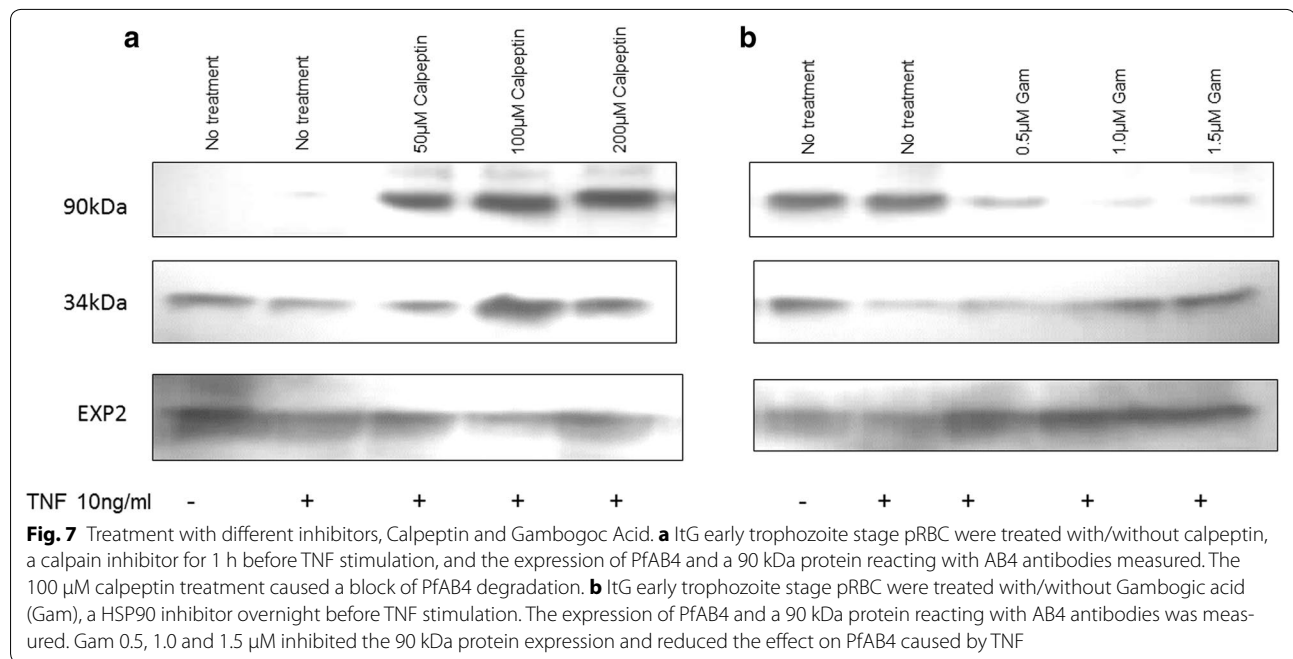 a
b
No treatment
No treatment
50µM Calpeptin
100µM Calpeptin
200µM Calpeptin
No treatment
No treatment
0.5µM Gam
1.0µM Gam
1.5µM Gam
90kDa
34kDa
EXP2
TNF 10ng/ml - + + + + - + + + +
Fig. 7 Treatment with different inhibitors, Calpeptin and Gambogoc Acid. a ItG early trophozoite stage pRBC were treated with/without calpeptin,
a calpain inhibitor for 1 h before TNF stimulation, and the expression of PfAB4 and a 90 kDa protein reacting with AB4 antibodies measured. The
100 µM calpeptin treatment caused a block of PfAB4 degradation. b ItG early trophozoite stage pRBC were treated with/without Gambogic acid
(Gam), a HSP90 inhibitor overnight before TNF stimulation. The expression of PfAB4 and a 90 kDa protein reacting with AB4 antibodies was meas-
ured. Gam 0.5, 1.0 and 1.5 µM inhibited the 90 kDa protein expression and reduced the effect on PfAB4 caused by TNF